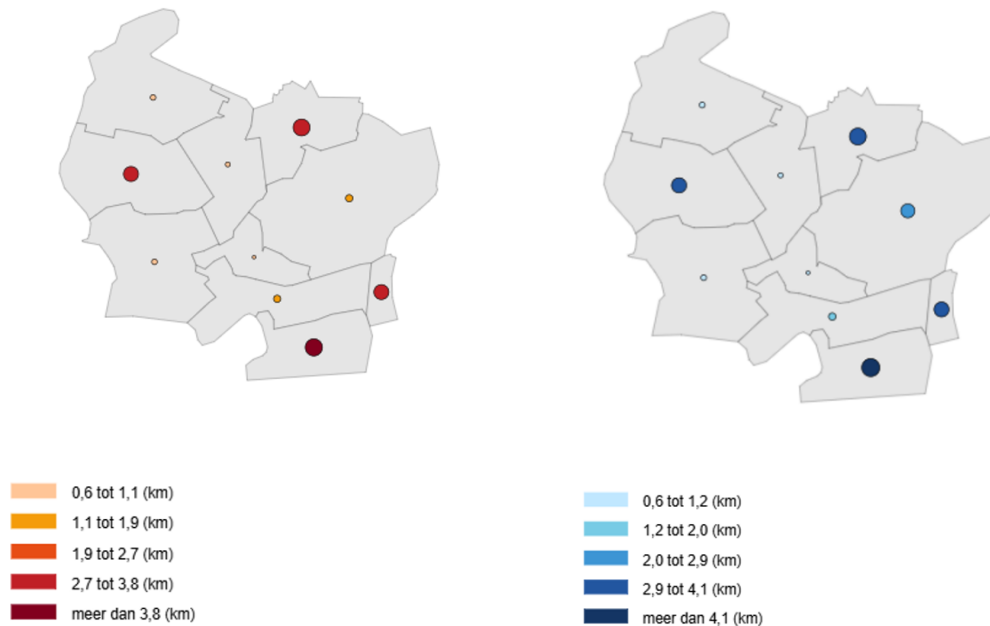 0,6 tot 1,1 (km)
1,1 tot 1,9 (km)
1,9 tot 2,7 (km)
2,7 tot 3,8 (km)
meer dan 3,8 (km)
0,6 tot 1,2 (km)
1,2 tot 2,0 (km)
2,0 tot 2,9 (km)
2,9 tot 4,1 (km)
meer dan 4,1 (km)